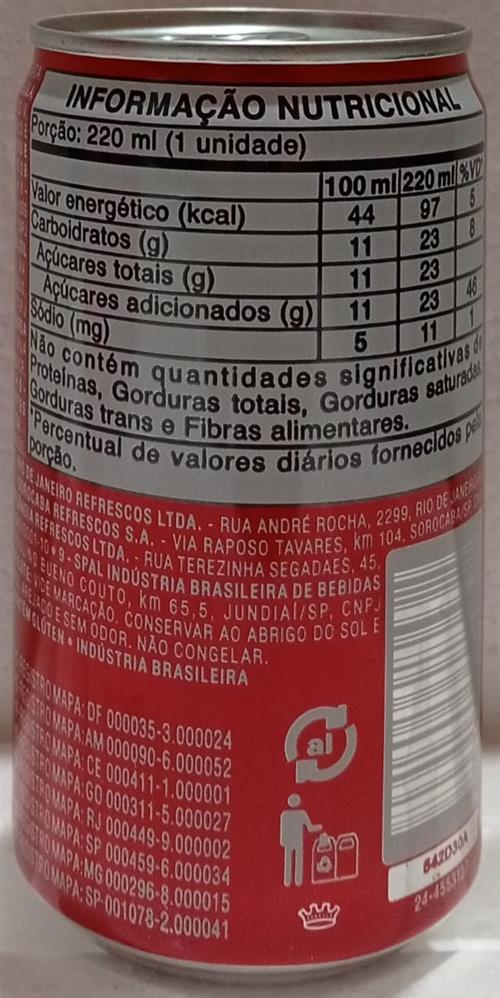 INFORMAÇÃO NUTRICIONAL
Porção: 220 ml (1 unidade)
100 ml 220 ml %VD*
Valor energético (kcal) 44 97 5
Carboidratos (g) 11 23 8
Açúcares totais (g) 11 23
Açúcares adicionados (g) 11 23 46
Sódio (mg) 5 11 1
Não contém quantidades significativas de
Proteínas, Gorduras totais, Gorduras saturadas,
Gorduras trans e Fibras alimentares.
*Percentual de valores diários fornecidos pela
porção.
DE JANEIRO REFRESCOS LTDA. - RUA ANDRÉ ROCHA, 2299, RIO DE JANEIRO
SOROCABA REFRESCOS S.A. - VIA RAPOSO TAVARES, km 104, SOROCABA/SP
REFRESCOS LTDA. - RUA TEREZINHA SEGADAES, 45,
9 - SPAL INDÚSTRIA BRASILEIRA DE BEBIDAS
BUENO COUTO, km 65,5, JUNDIAÍ/SP, CNPJ
MARCAÇÃO. CONSERVAR AO ABRIGO DO SOL E
E SEM ODOR. NÃO CONGELAR.
GLÚTEN • INDÚSTRIA BRASILEIRA
MAPA: DF 000035-3.000024
MAPA: AM 000090-6.000052
MAPA: CE 000411-1.000001
MAPA: GO 000311-5.000027
MAPA: RJ 000449-9.000002
MAPA: SP 000459-6.000034
MAPA: MG 000296-8.000015
MAPA: SP-001078-2.000041
al
642D30A